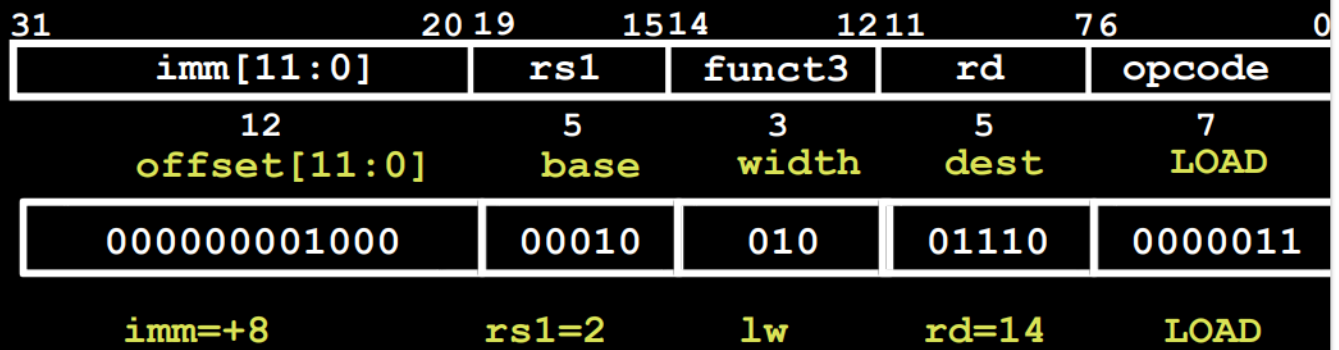 31 20 19 15 14 12 11 7 6 0
imm[11:0] rs1 funct3 rd opcode
12 5 3 5 7
offset[11:0] base width dest LOAD
000000001000 00010 010 01110 0000011
imm=+8 rs1=2 lw rd=14 LOAD